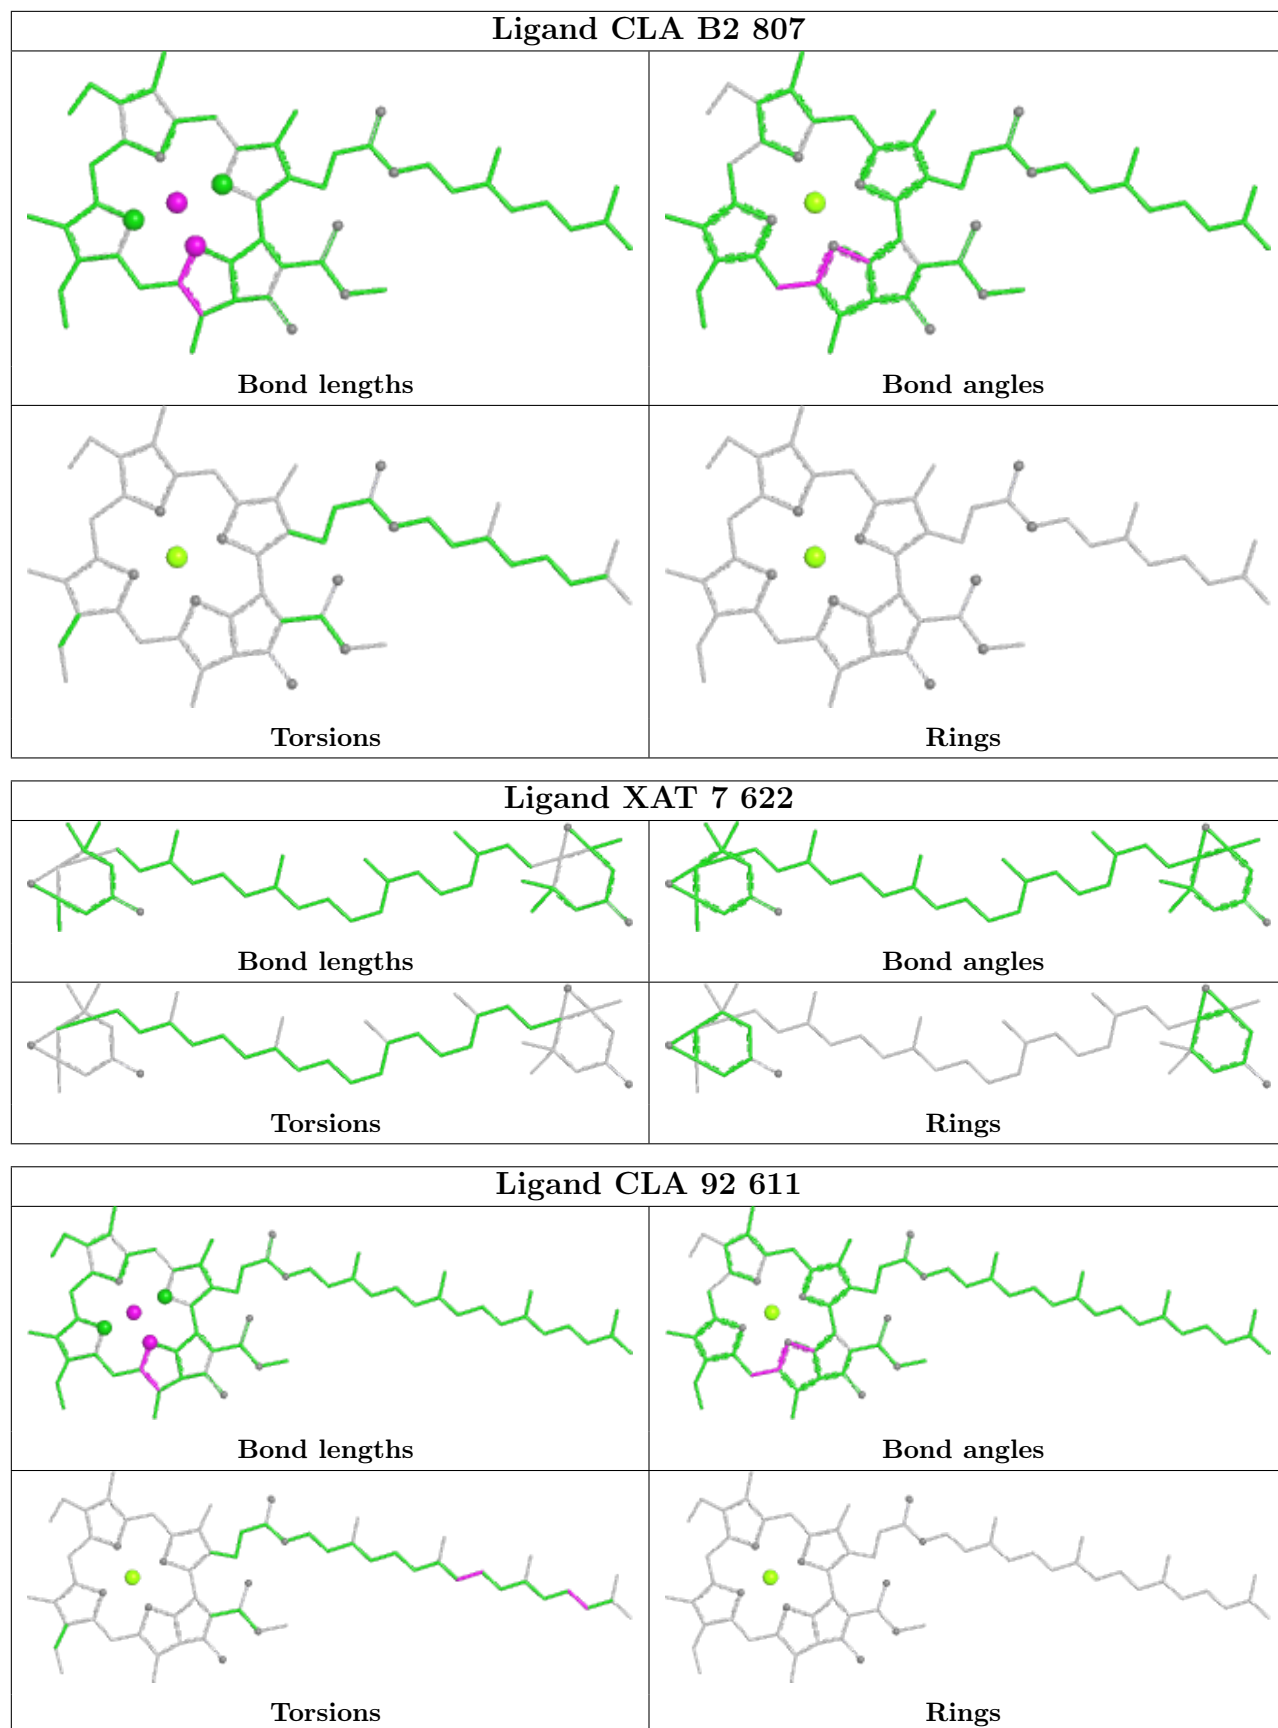 Ligand CLA B2 807
Bond lengths
Bond angles
Torsions
Rings
Ligand XAT 7 622
Bond lengths
Bond angles
Torsions
Rings
Ligand CLA 92 611
Bond lengths
Bond angles
Torsions
Rings